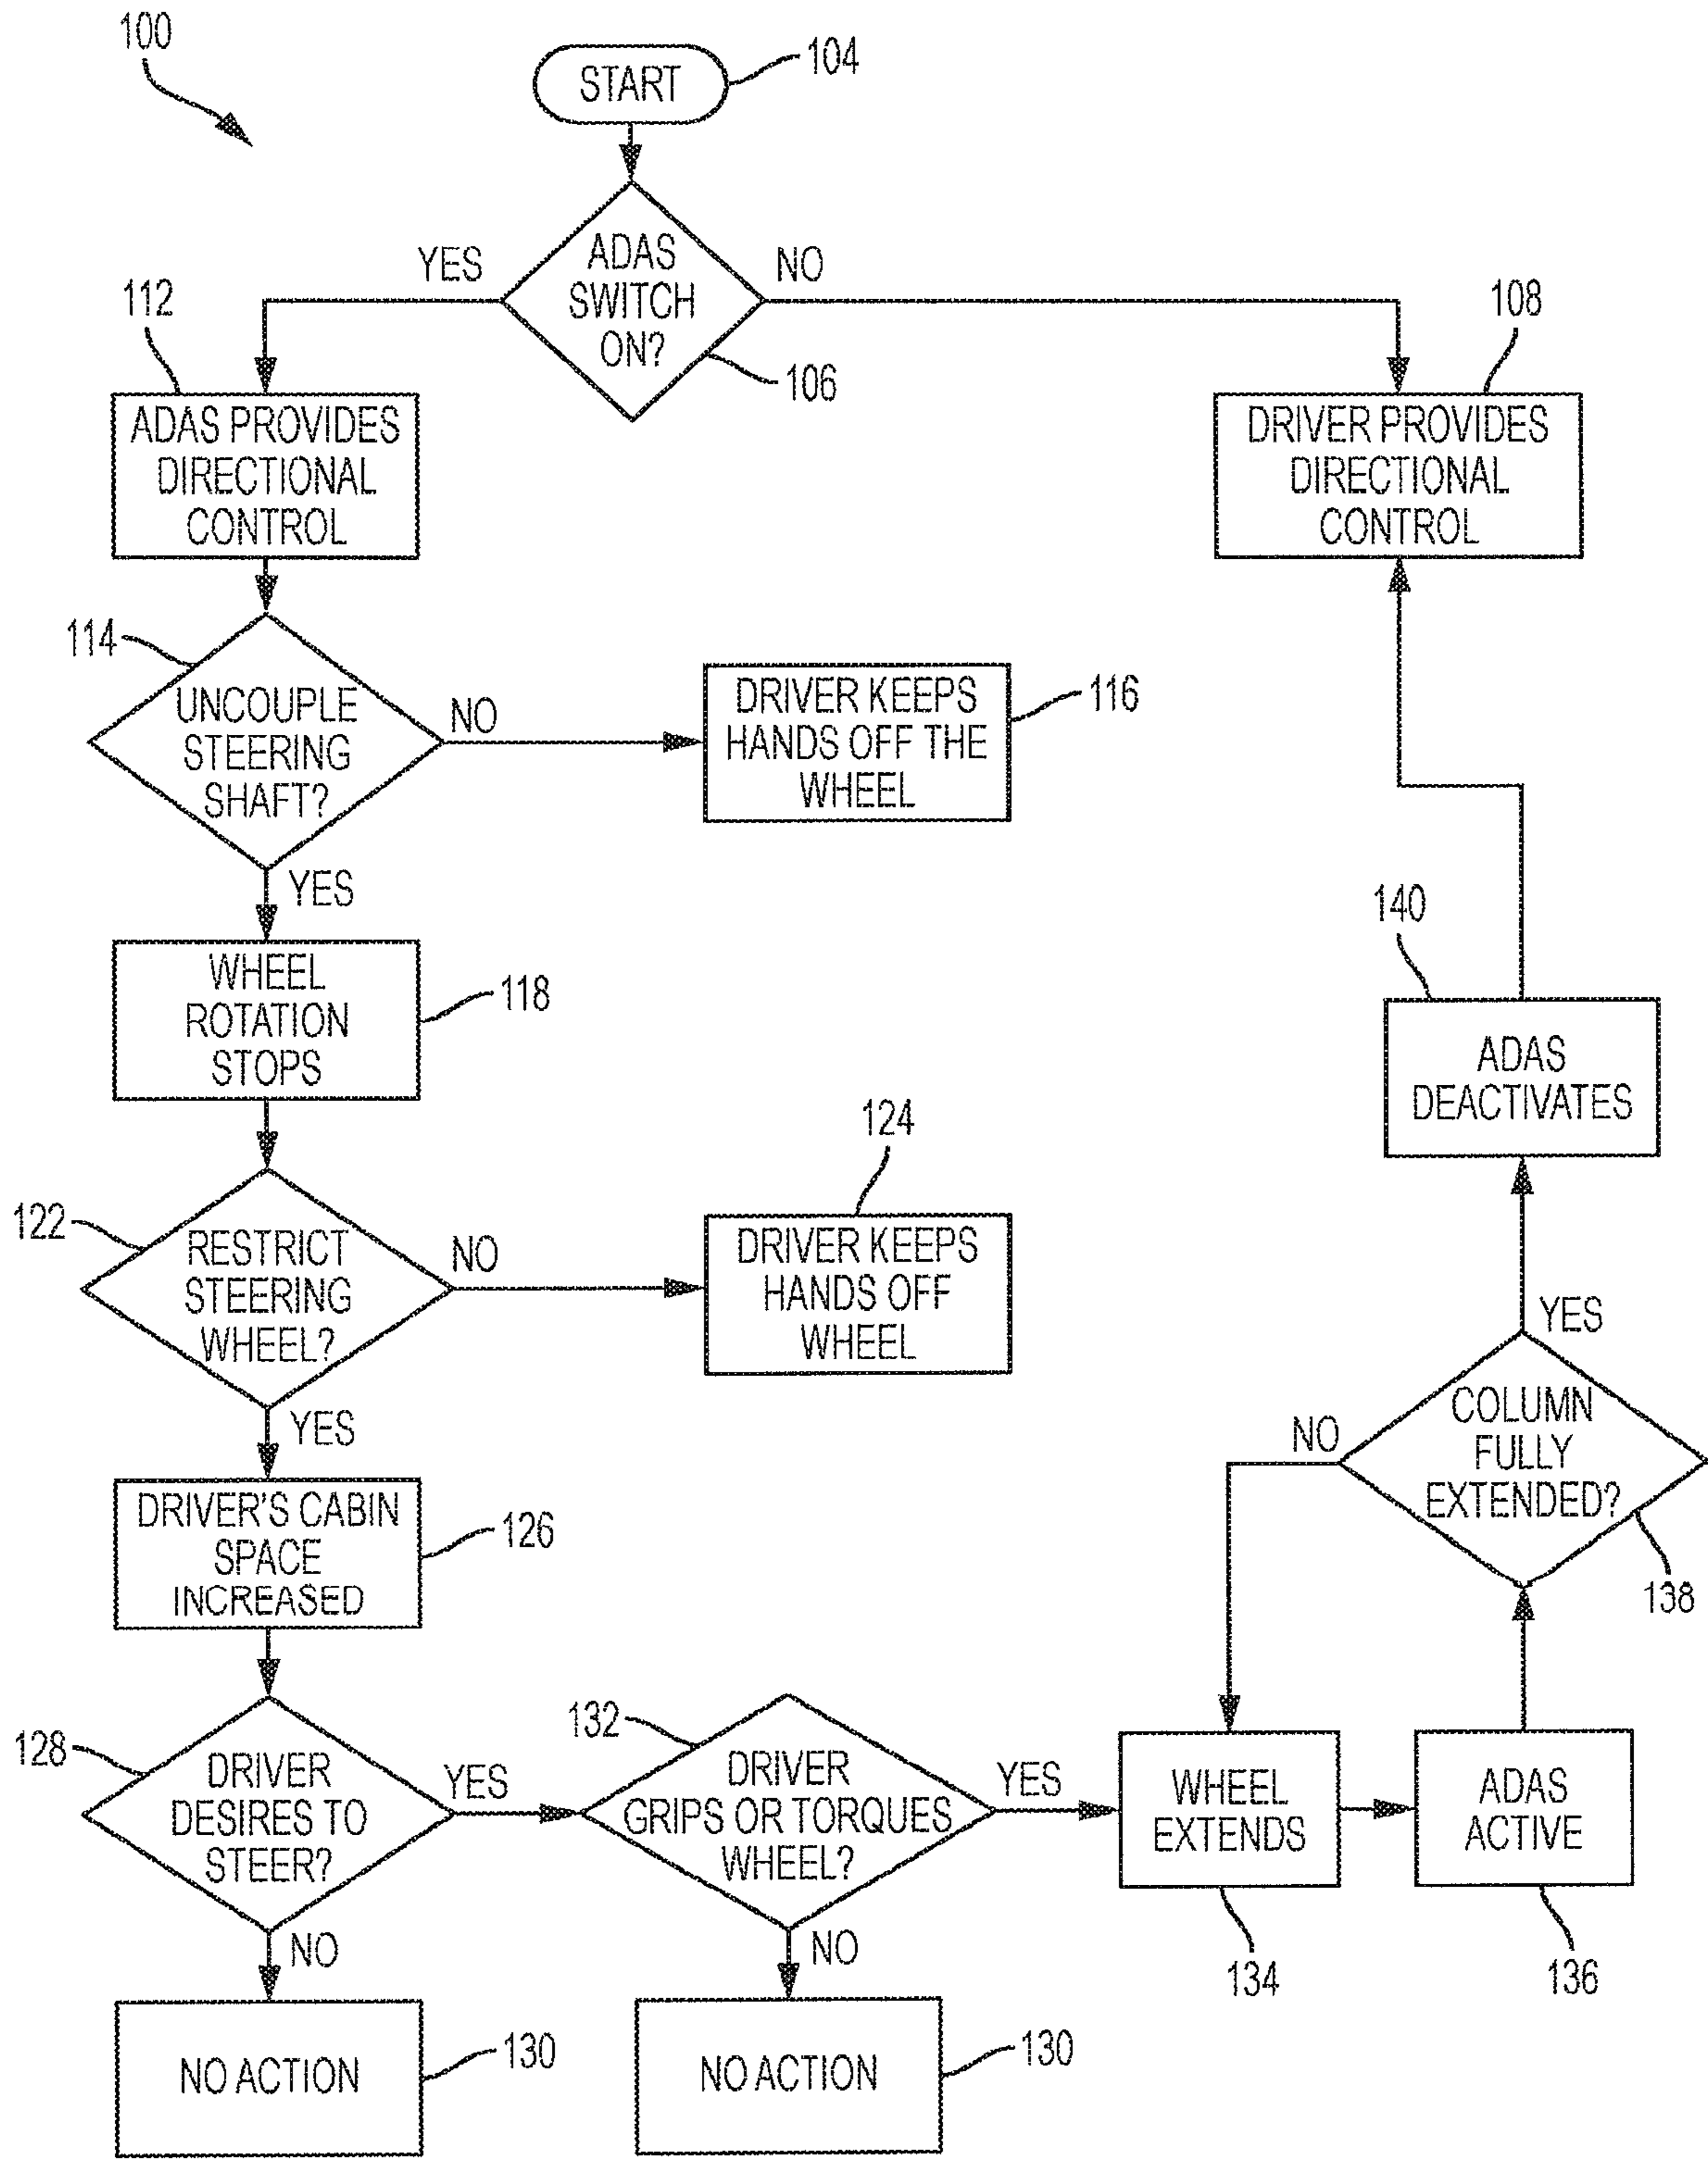 100
START
104
ADAS
SWITCH
ON?
106
YES
NO
112
ADAS PROVIDES
DIRECTIONAL
CONTROL
108
DRIVER PROVIDES
DIRECTIONAL
CONTROL
114
UNCOUPLE
STEERING
SHAFT?
NO
DRIVER KEEPS
HANDS OFF THE
WHEEL
116
YES
WHEEL
ROTATION
STOPS
118
140
ADAS
DEACTIVATES
122
RESTRICT
STEERING
WHEEL?
NO
124
DRIVER KEEPS
HANDS OFF
WHEEL
YES
DRIVER'S CABIN
SPACE
INCREASED
126
YES
NO
COLUMN
FULLY
EXTENDED?
138
128
DRIVER
DESIRES TO
STEER?
YES
132
DRIVER
GRIPS OR TORQUES
WHEEL?
YES
WHEEL
EXTENDS
134
ADAS
ACTIVE
136
NO
NO ACTION
130
NO
NO ACTION
130